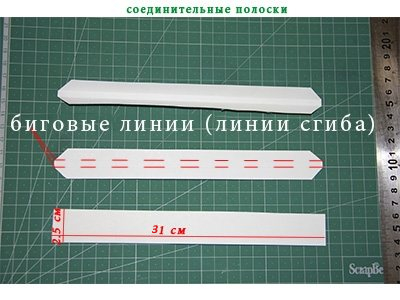 соединительные полоски
биговые линии (линии сгиба)
2.5 см
31 см
ScrapBe